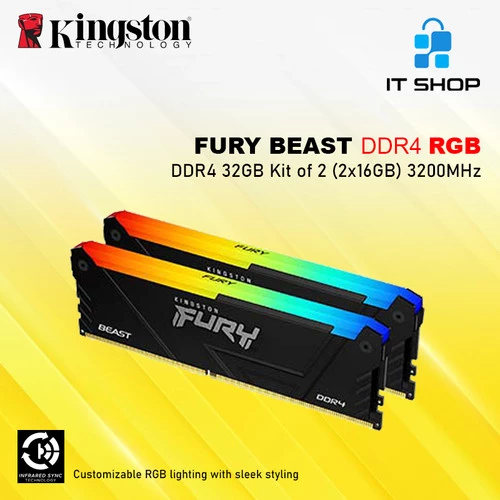 Kingston
TECHNOLOGY
IT SHOP
FURY BEAST DDR4 RGB
DDR4 32GB Kit of 2 (2x16GB) 3200MHz
FURY
KINGSTON
FURY
KINGSTON
FURY
BEAST
DDR4
INFRARED SYNC
TECHNOLOGY
Customizable RGB lighting with sleek styling